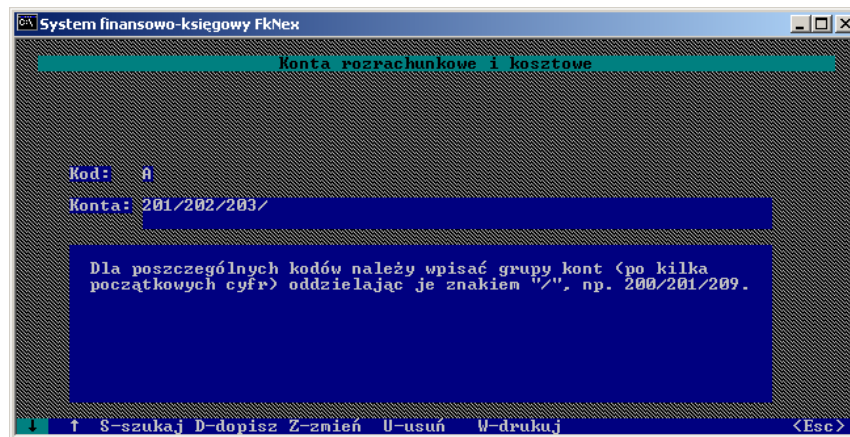 System finansowo-księgowy FkNex
Konta rozrachunkowe i kosztowe
Kod: A
Konta: 201/202/203/
Dla poszczególnych kodów należy wpisać grupy kont (po kilka
początkowych cyfr) oddzielając je znakiem "/", np. 200/201/209.
↓ ↑ S-szukaj D-dopisz Z-zmień U-usuń W-drukuj <Esc>